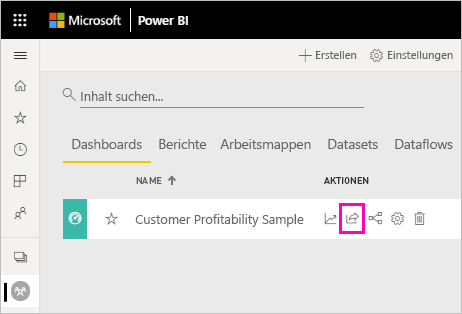 Microsoft Power BI
Erstellen Einstellungen
Inhalt suchen...
Dashboards Berichte Arbeitsmappen Datasets Dataflows
NAME AKTIONEN
Customer Profitability Sample